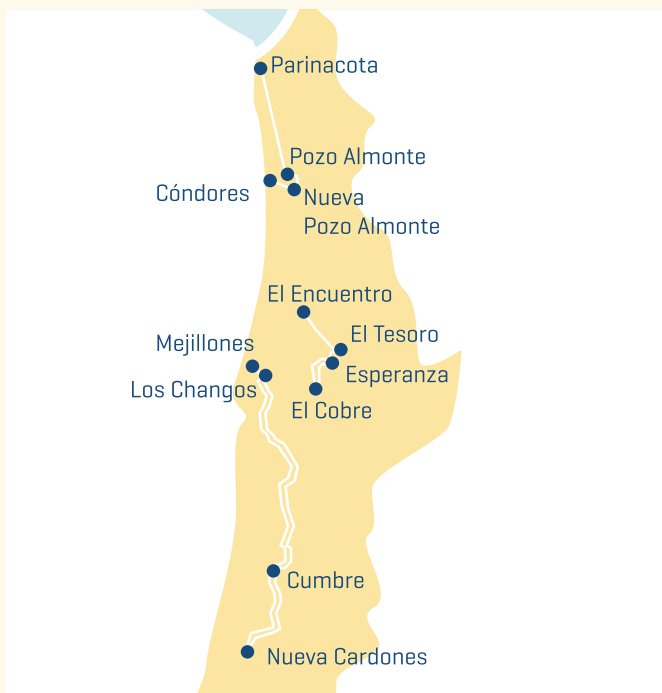 Parinacota
Pozo Almonte
Cóndores
Nueva
Pozo Almonte
El Encuentro
El Tesoro
Mejillones
Esperanza
Los Changos
El Cobre
Cumbre
Nueva Cardones